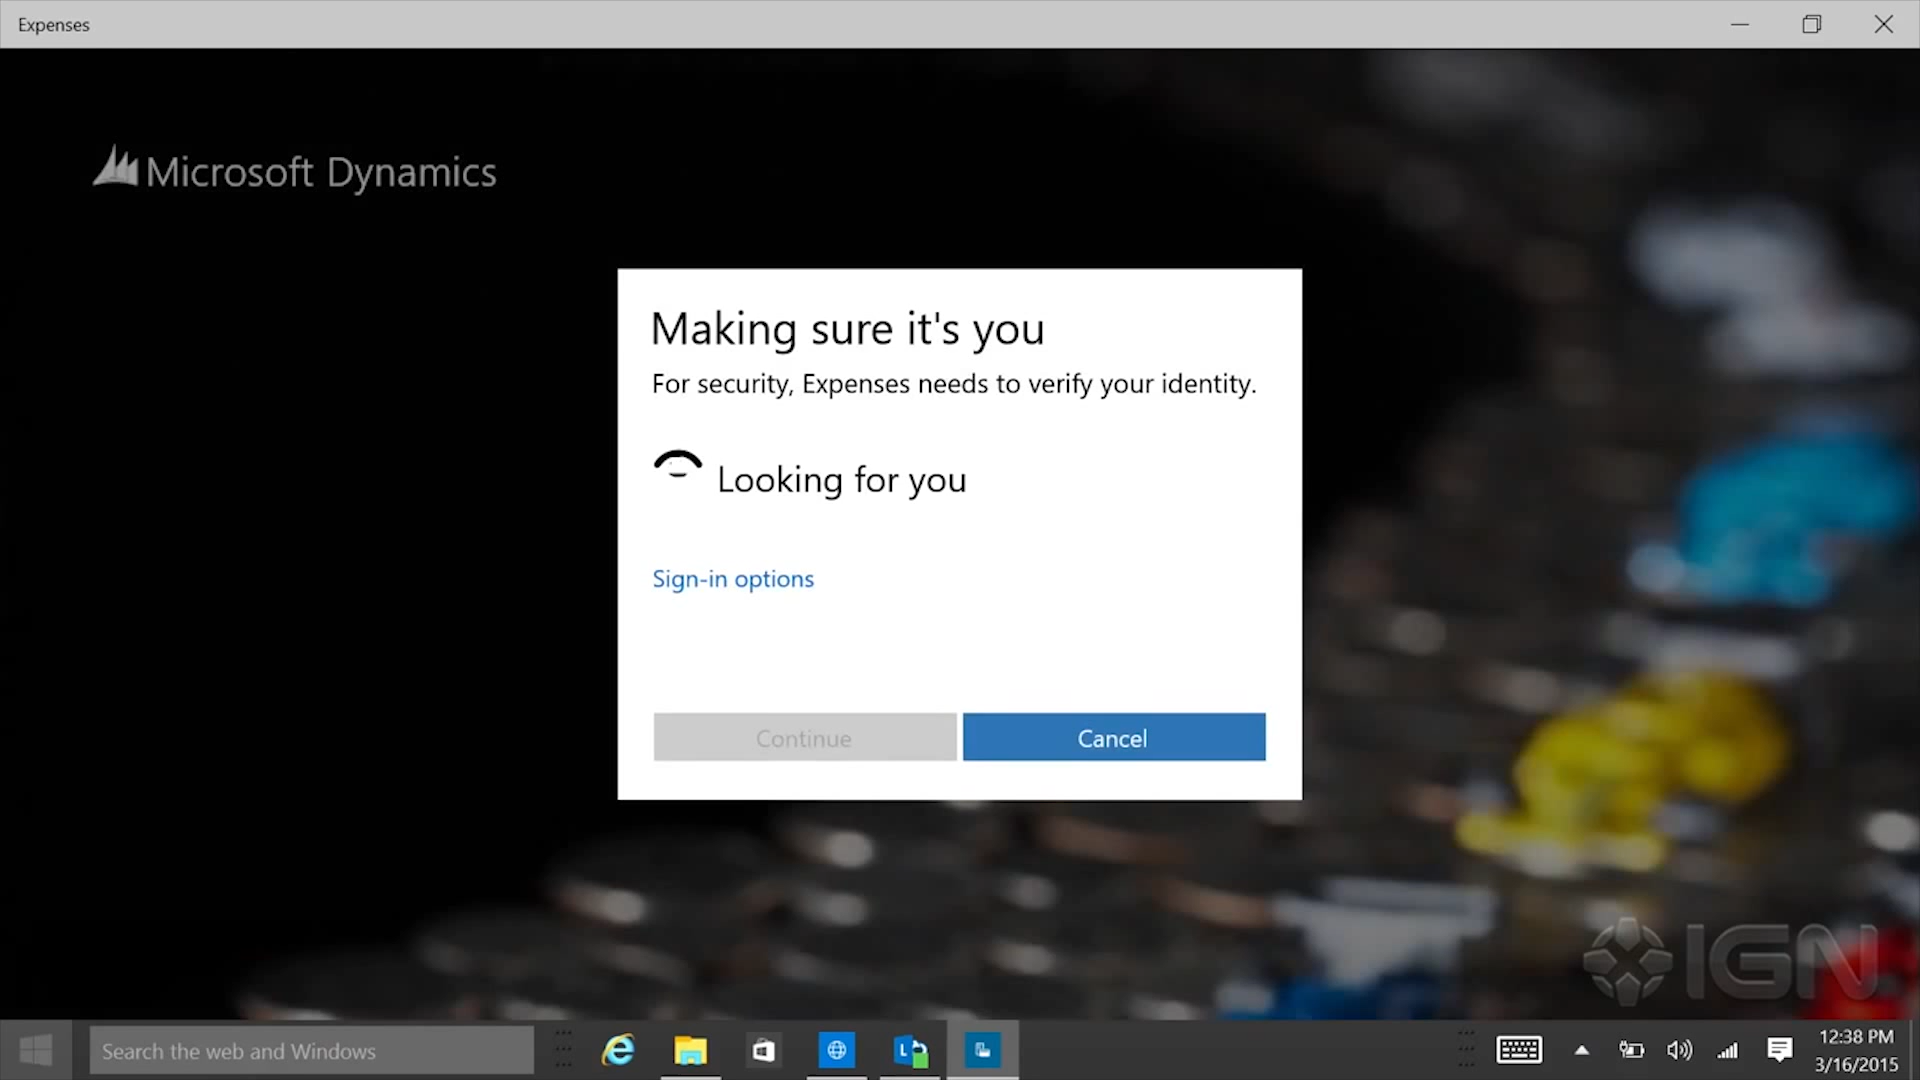 Expenses
Microsoft Dynamics
Making sure it's you
For security, Expenses needs to verify your identity.
Looking for you
Sign-in options
Continue
Cancel
IGN
Search the web and Windows
12:38 PM
3/16/2015